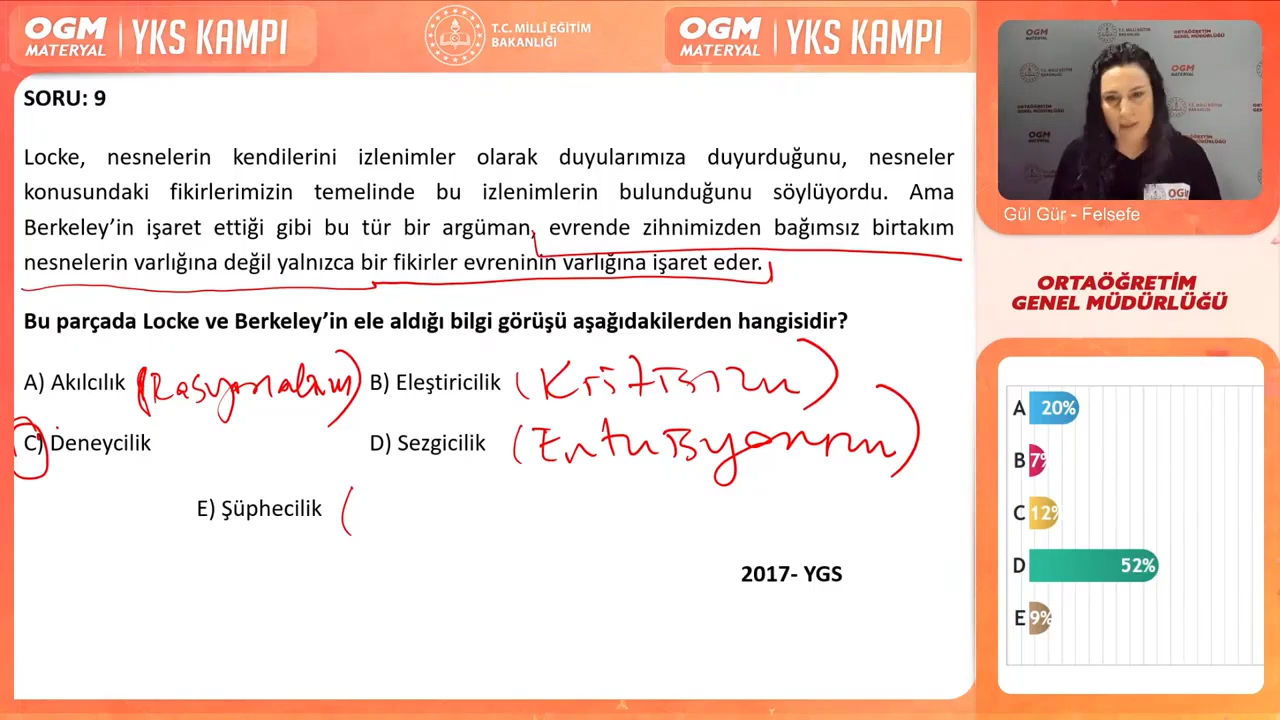 OGM MATERYAL YKS KAMPI T.C. MİLLÎ EĞİTİM BAKANLIĞI OGM MATERYAL YKS KAMPI
SORU: 9
Locke, nesnelerin kendilerini izlenimler olarak duyularımıza duyurduğunu, nesneler
konusundaki fikirlerimizin temelinde bu izlenimlerin bulunduğunu söylüyordu. Ama
Berkeley’in işaret ettiği gibi bu tür bir argüman, evrende zihnimizden bağımsız birtakım
nesnelerin varlığına değil yalnızca bir fikirler evreninin varlığına işaret eder.
Bu parçada Locke ve Berkeley’in ele aldığı bilgi görüşü aşağıdakilerden hangisidir?
A) Akılcılık (Rasyonalizm) B) Eleştiricilik (Kritisizm)
C) Deneycilik D) Sezgicilik (Entüisyonizm)
E) Şüphecilik (
2017- YGS
Gül Gür - Felsefe
ORTAÖĞRETİM
GENEL MÜDÜRLÜĞÜ
A 20%
B 7%
C 12%
D 52%
E 9%